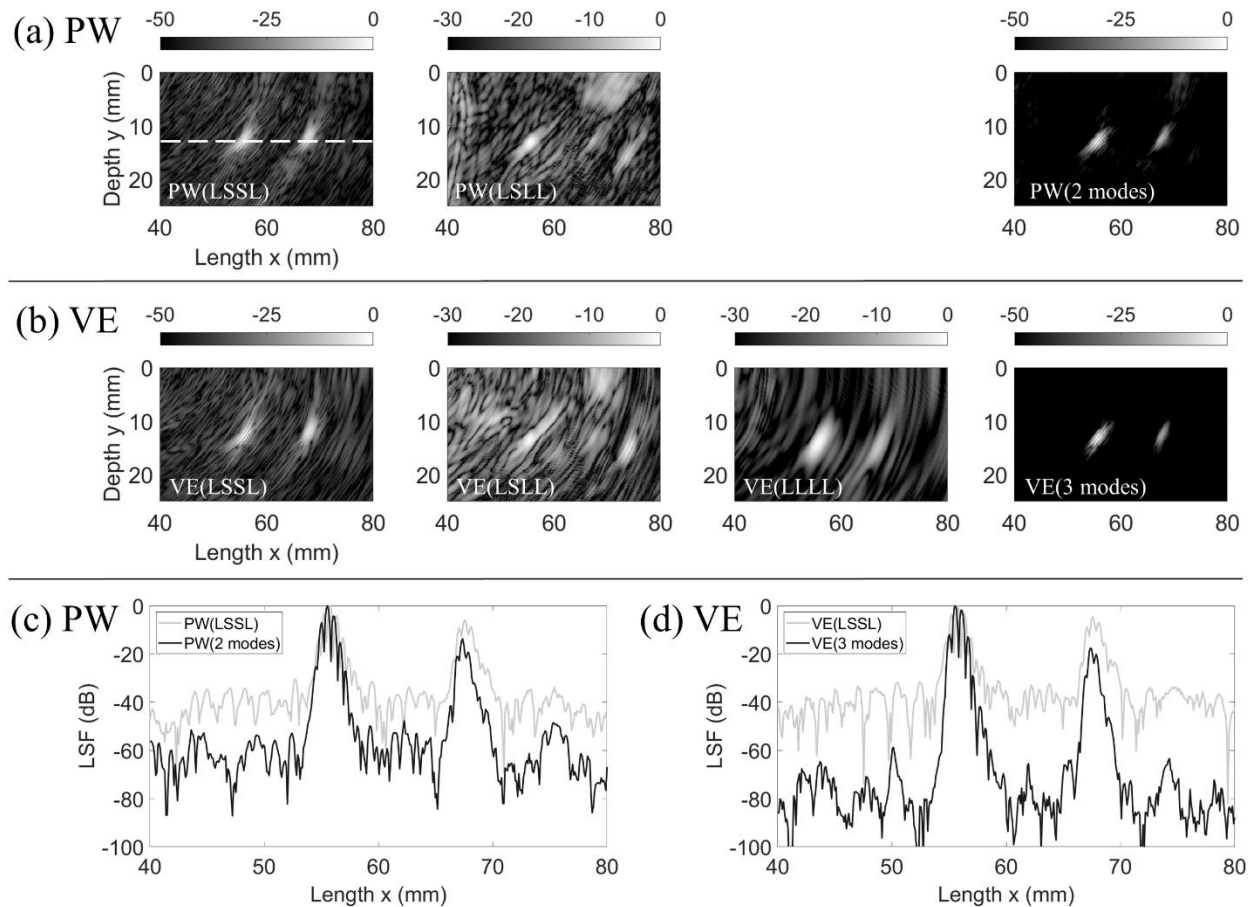 (a) PW
-50 -25 0
-30 -20 -10 0
-50 -25 0
Depth y (mm)
0
10
20
PW(LSSL)
40 60 80
Length x (mm)
0
10
20
PW(LSLL)
40 60 80
0
10
20
PW(2 modes)
40 60 80
(b) VE
-50 -25 0
-30 -20 -10 0
-30 -20 -10 0
-50 -25 0
Depth y (mm)
0
10
20
VE(LSSL)
40 60 80
Length x (mm)
0
10
20
VE(LSLL)
40 60 80
0
10
20
VE(LLLL)
40 60 80
0
10
20
VE(3 modes)
40 60 80
(c) PW
LSF (dB)
0
-20
-40
-60
-80
-100
PW(LSSL)
PW(2 modes)
40 50 60 70 80
Length x (mm)
(d) VE
LSF (dB)
0
-20
-40
-60
-80
-100
VE(LSSL)
VE(3 modes)
40 50 60 70 80
Length x (mm)